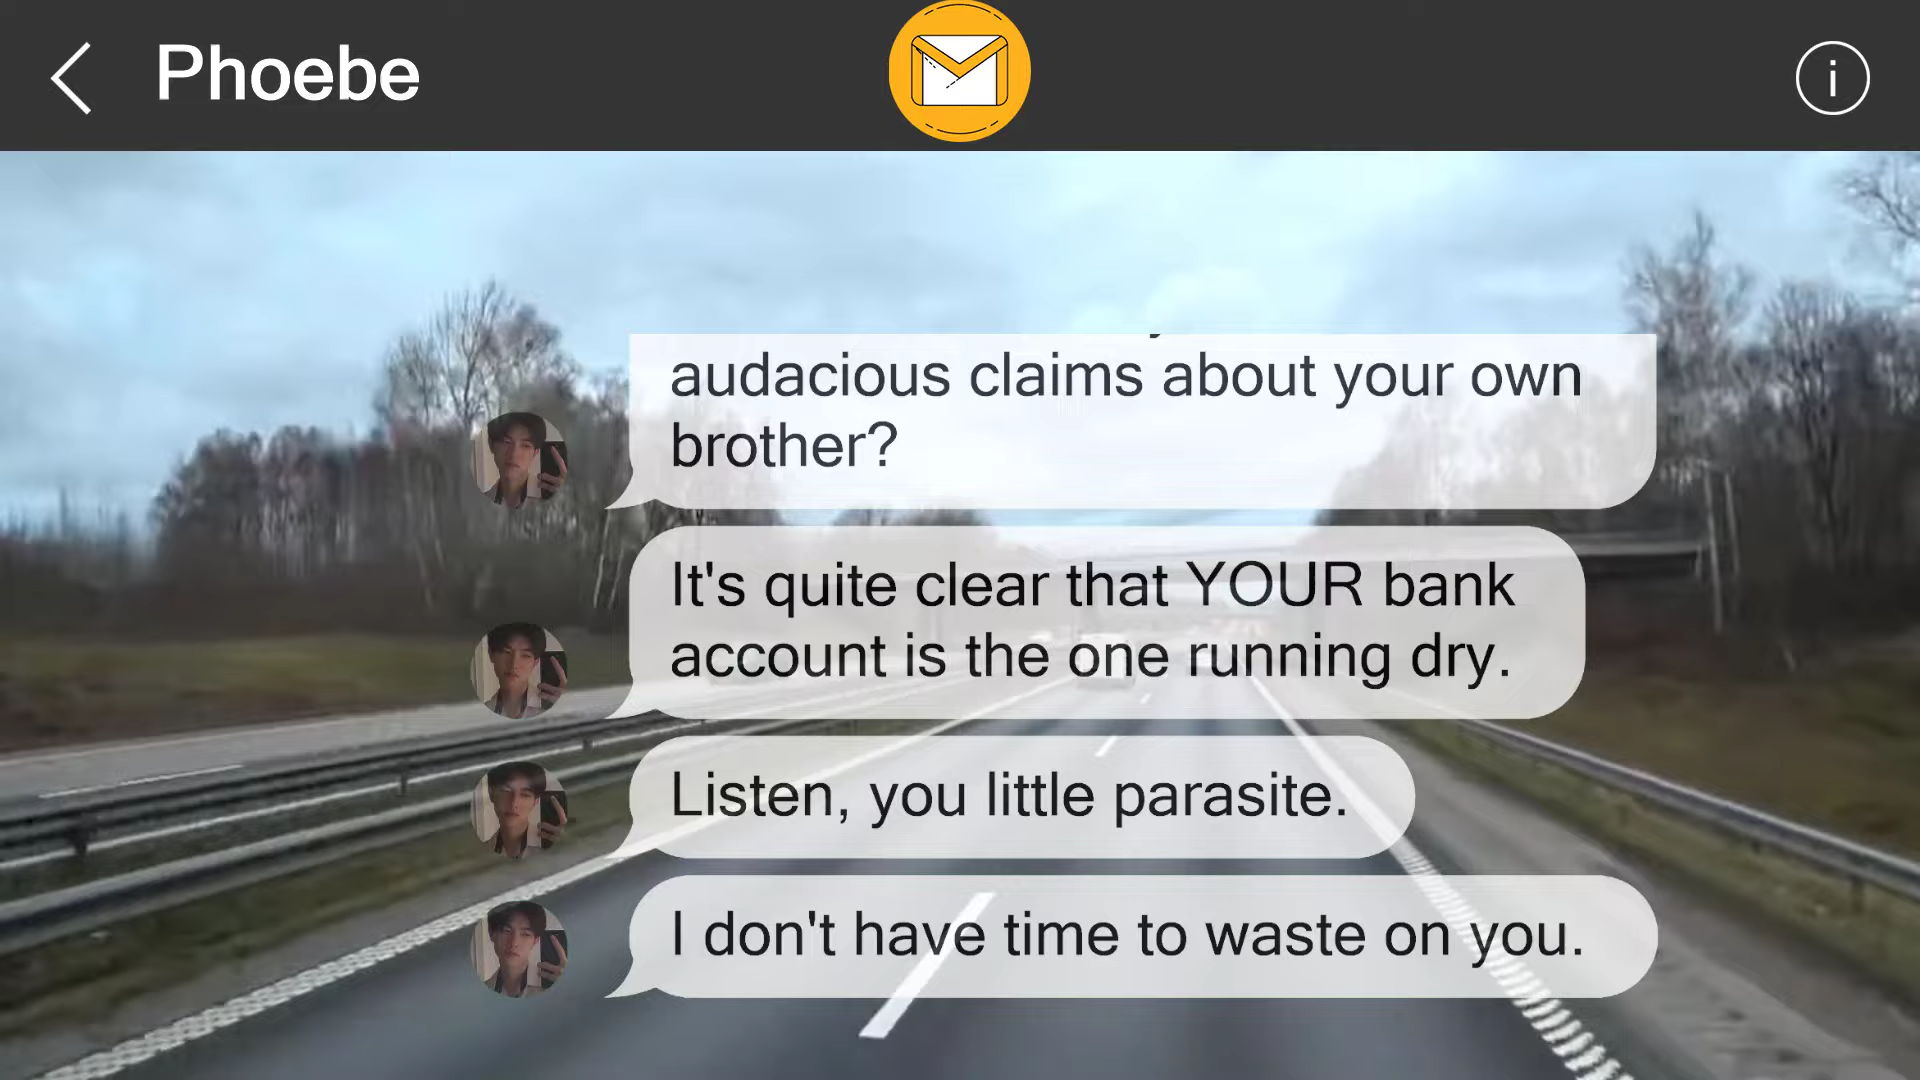 Phoebe
i
audacious claims about your own
brother?
It's quite clear that YOUR bank
account is the one running dry.
Listen, you little parasite.
I don't have time to waste on you.